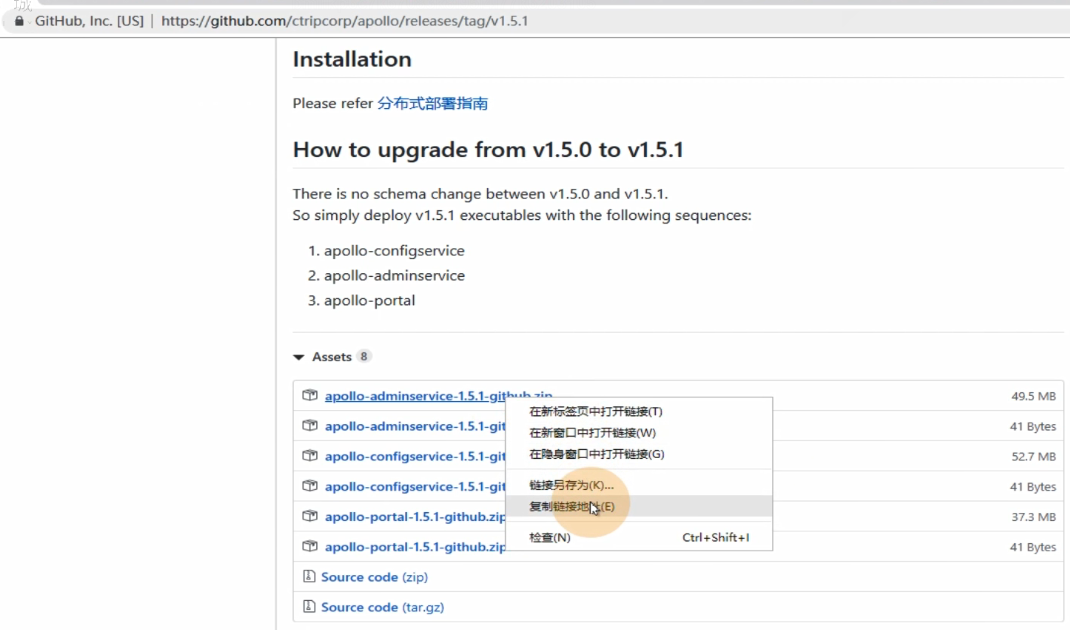 GitHub, Inc. [US] | https://github.com/ctripcorp/apollo/releases/tag/v1.5.1
Installation
Please refer 分布式部署指南
How to upgrade from v1.5.0 to v1.5.1
There is no schema change between v1.5.0 and v1.5.1.
So simply deploy v1.5.1 executables with the following sequences:
1. apollo-configservice
2. apollo-adminservice
3. apollo-portal
Assets 8
apollo-adminservice-1.5.1-github.zip 49.5 MB
apollo-adminservice-1.5.1-git 41 Bytes
apollo-configservice-1.5.1-git 52.7 MB
apollo-configservice-1.5.1-git 41 Bytes
apollo-portal-1.5.1-github.zip 37.3 MB
apollo-portal-1.5.1-github.zip 41 Bytes
Source code (zip)
Source code (tar.gz)
在新标签页中打开链接(T)
在新窗口中打开链接(W)
在隐身窗口中打开链接(G)
链接另存为(K)...
复制链接地址(E)
检查(N) Ctrl+Shift+I